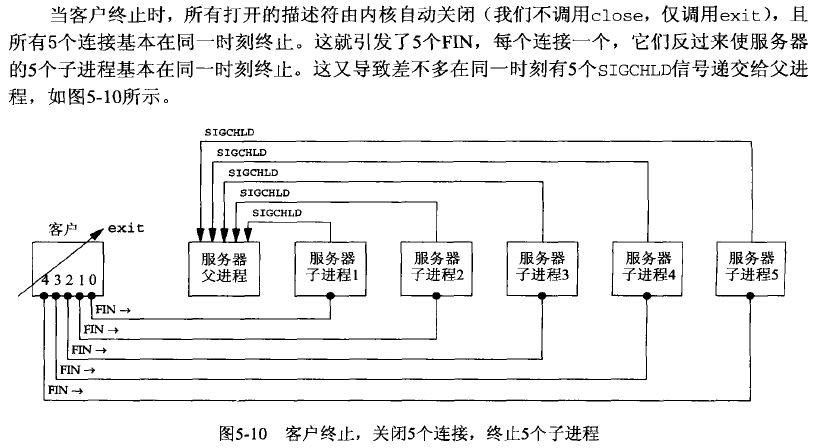 当客户终止时，所有打开的描述符由内核自动关闭（我们不调用close，仅调用exit），且
所有5个连接基本在同一时刻终止。这就引发了5个FIN，每个连接一个，它们反过来使服务器
的5个子进程基本在同一时刻终止。这又导致差不多在同一时刻有5个SIGCHLD信号递交给父进
程，如图5-10所示。
SIGCHLD
SIGCHLD
SIGCHLD
SIGCHLD
SIGCHLD
客户
exit
4 3 2 1 0
服务器
父进程
服务器
子进程1
服务器
子进程2
服务器
子进程3
服务器
子进程4
服务器
子进程5
FIN →
FIN →
FIN →
FIN →
FIN →
图5-10 客户终止，关闭5个连接，终止5个子进程